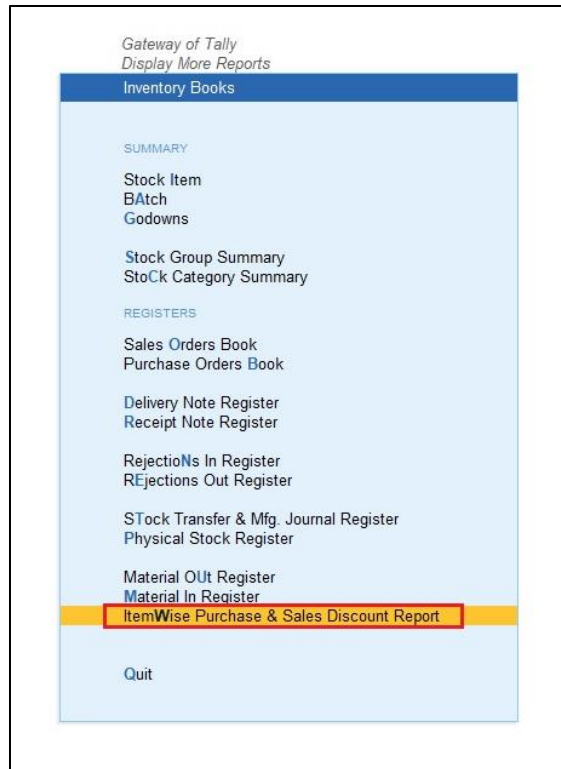 Gateway of Tally
Display More Reports
Inventory Books
SUMMARY
Stock Item
BAtch
Godowns
Stock Group Summary
StoCk Category Summary
REGISTERS
Sales Orders Book
Purchase Orders Book
Delivery Note Register
Receipt Note Register
RejectioNs In Register
REjections Out Register
STock Transfer & Mfg. Journal Register
Physical Stock Register
Material OUt Register
Material In Register
ItemWise Purchase & Sales Discount Report
Quit